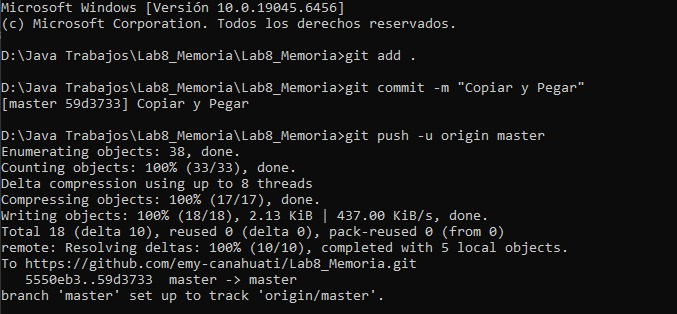 Microsoft Windows [Versión 10.0.19045.6456]
(c) Microsoft Corporation. Todos los derechos reservados.
D:\Java Trabajos\Lab8_Memoria\Lab8_Memoria>git add .
D:\Java Trabajos\Lab8_Memoria\Lab8_Memoria>git commit -m "Copiar y Pegar"
[master 59d3733] Copiar y Pegar
D:\Java Trabajos\Lab8_Memoria\Lab8_Memoria>git push -u origin master
Enumerating objects: 38, done.
Counting objects: 100% (33/33), done.
Delta compression using up to 8 threads
Compressing objects: 100% (17/17), done.
Writing objects: 100% (18/18), 2.13 KiB | 437.00 KiB/s, done.
Total 18 (delta 10), reused 0 (delta 0), pack-reused 0 (from 0)
remote: Resolving deltas: 100% (10/10), completed with 5 local objects.
To https://github.com/emy-canahuati/Lab8_Memoria.git
   5550eb3..59d3733  master -> master
branch 'master' set up to track 'origin/master'.